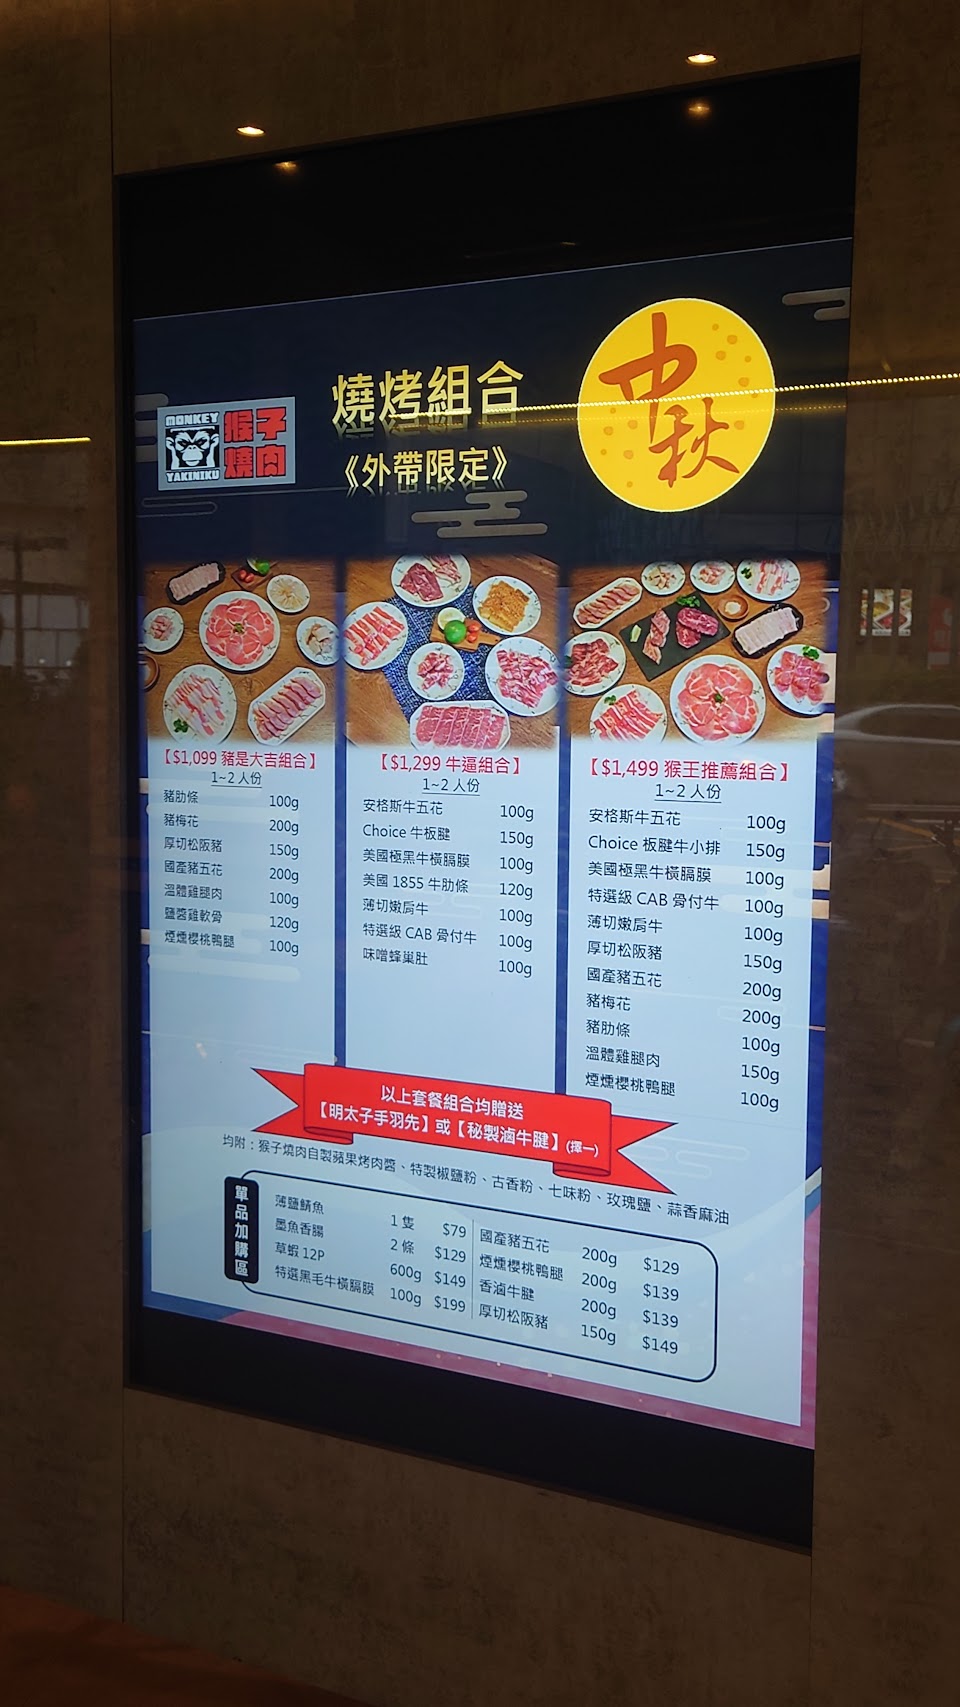 MONKEY
YAKINIKU
猴子
燒肉
燒烤組合
《外帶限定》
中秋
【$1,099 豬是大吉組合】
1~2 人份
豬肋條 100g
豬梅花 200g
厚切松阪豬 150g
國產豬五花 200g
溫體雞腿肉 100g
鹽醬雞軟骨 120g
煙燻櫻桃鴨腿 100g
【$1,299 牛逼組合】
1~2 人份
安格斯牛五花 100g
Choice 牛板腱 150g
美國極黑牛橫膈膜 100g
美國 1855 牛肋條 120g
薄切嫩肩牛 100g
特選級 CAB 骨付牛 100g
味噌蜂巢肚 100g
【$1,499 猴王推薦組合】
1~2 人份
安格斯牛五花 100g
Choice 板腱牛小排 150g
美國極黑牛橫膈膜 100g
特選級 CAB 骨付牛 100g
薄切嫩肩牛 100g
厚切松阪豬 150g
國產豬五花 200g
豬梅花 200g
豬肋條 100g
溫體雞腿肉 150g
煙燻櫻桃鴨腿 100g
以上套餐組合均贈送
【明太子手羽先】或【秘製滷牛腱】(擇一)
均附：猴子燒肉自製蘋果烤肉醬、特製椒鹽粉、古香粉、七味粉、玫瑰鹽、蒜香麻油
單品加購區
薄鹽鯖魚 1 隻 $79
墨魚香腸 2 條 $129
草蝦 12P 600g $149
特選黑毛牛橫膈膜 100g $199
國產豬五花 200g $129
煙燻櫻桃鴨腿 200g $139
香滷牛腱 200g $139
厚切松阪豬 150g $149